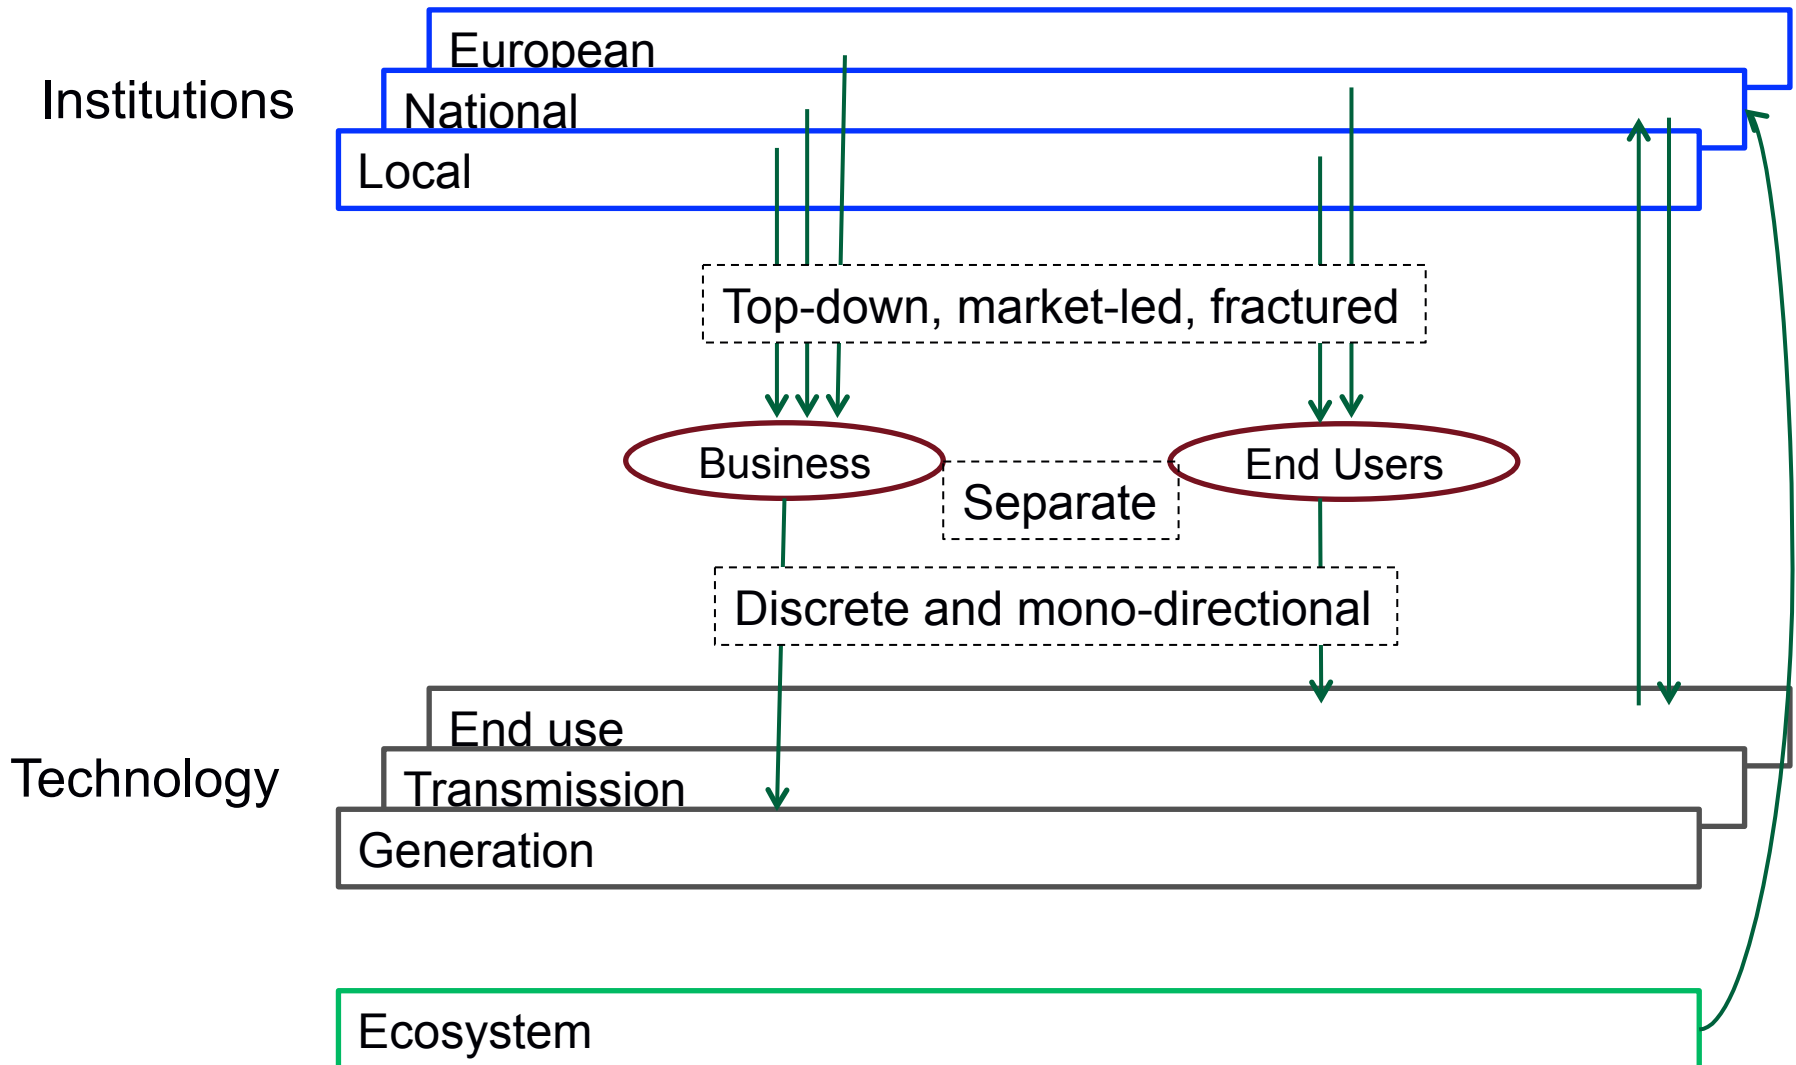 European
Institutions
National
Local
Top-down, market-led, fractured
Business
End Users
Separate
Discrete and mono-directional
End use
Technology
Transmission
Generation
Ecosystem